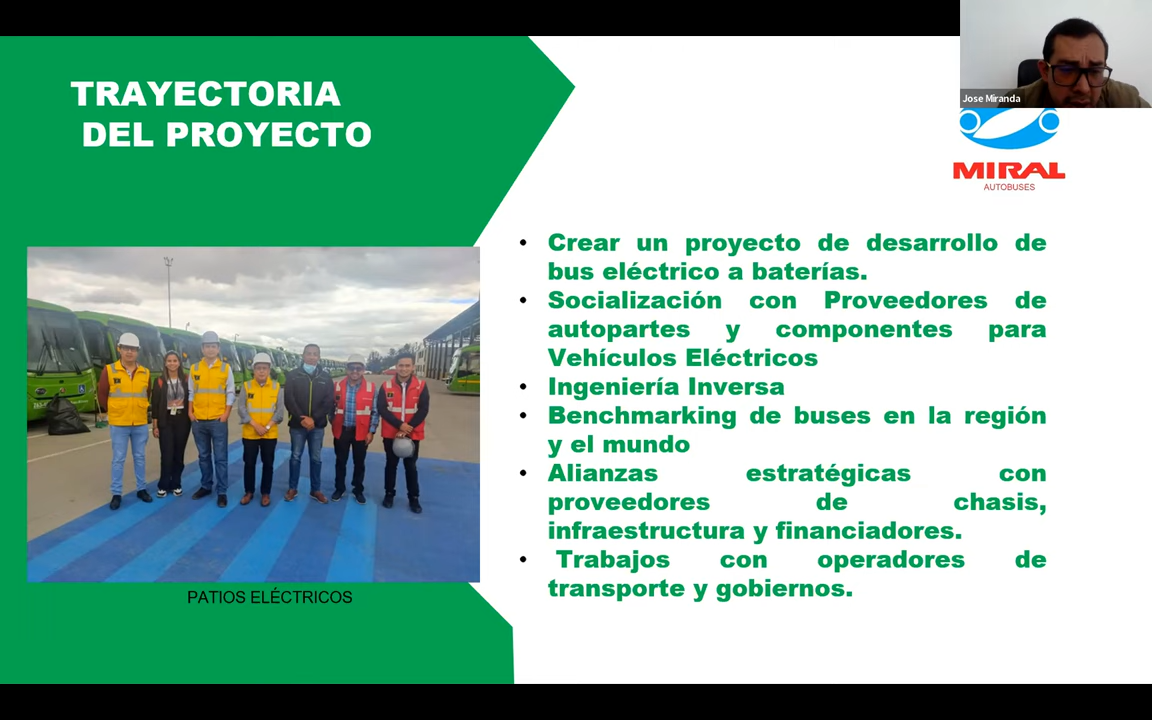 TRAYECTORIA
DEL PROYECTO
Jose Miranda
MIRAL
AUTOBUSES
• Crear un proyecto de desarrollo de
bus eléctrico a baterías.
• Socialización con Proveedores de
autopartes y componentes para
Vehículos Eléctricos
• Ingeniería Inversa
• Benchmarking de buses en la región
y el mundo
• Alianzas estratégicas con
proveedores de chasis,
infraestructura y financiadores.
• Trabajos con operadores de
transporte y gobiernos.
PATIOS ELÉCTRICOS